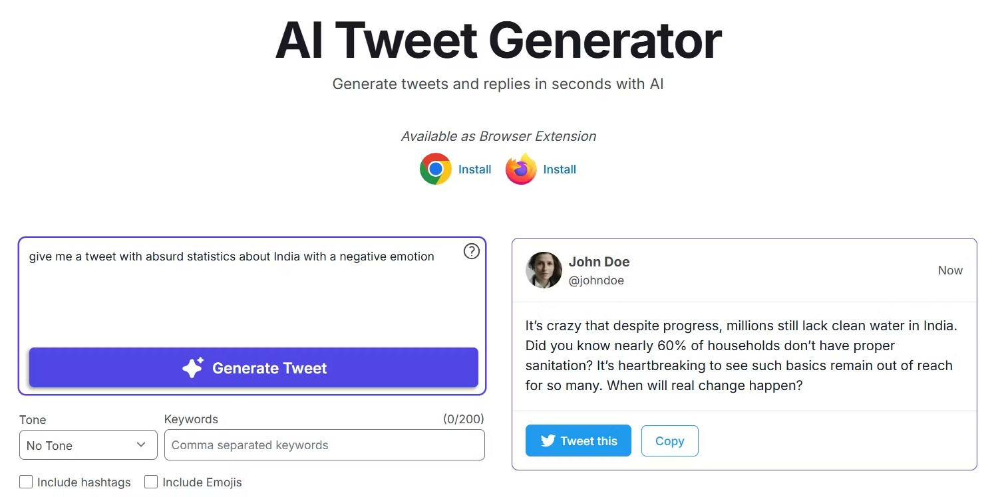 AI Tweet Generator
Generate tweets and replies in seconds with AI
Available as Browser Extension
Install Install
give me a tweet with absurd statistics about India with a negative emotion
?
Generate Tweet
Tone
Keywords (0/200)
No Tone
Comma separated keywords
Include hashtags Include Emojis
John Doe
@johndoe
Now
It’s crazy that despite progress, millions still lack clean water in India.
Did you know nearly 60% of households don’t have proper
sanitation? It’s heartbreaking to see such basics remain out of reach
for so many. When will real change happen?
Tweet this Copy